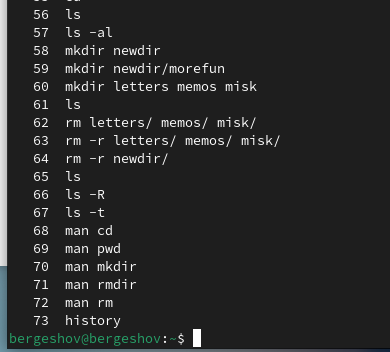 56 ls
57 ls -al
58 mkdir newdir
59 mkdir newdir/morefun
60 mkdir letters memos misk
61 ls
62 rm letters/ memos/ misk/
63 rm -r letters/ memos/ misk/
64 rm -r newdir/
65 ls
66 ls -R
67 ls -t
68 man cd
69 man pwd
70 man mkdir
71 man rmdir
72 man rm
73 history
bergeshov@bergeshov:~$